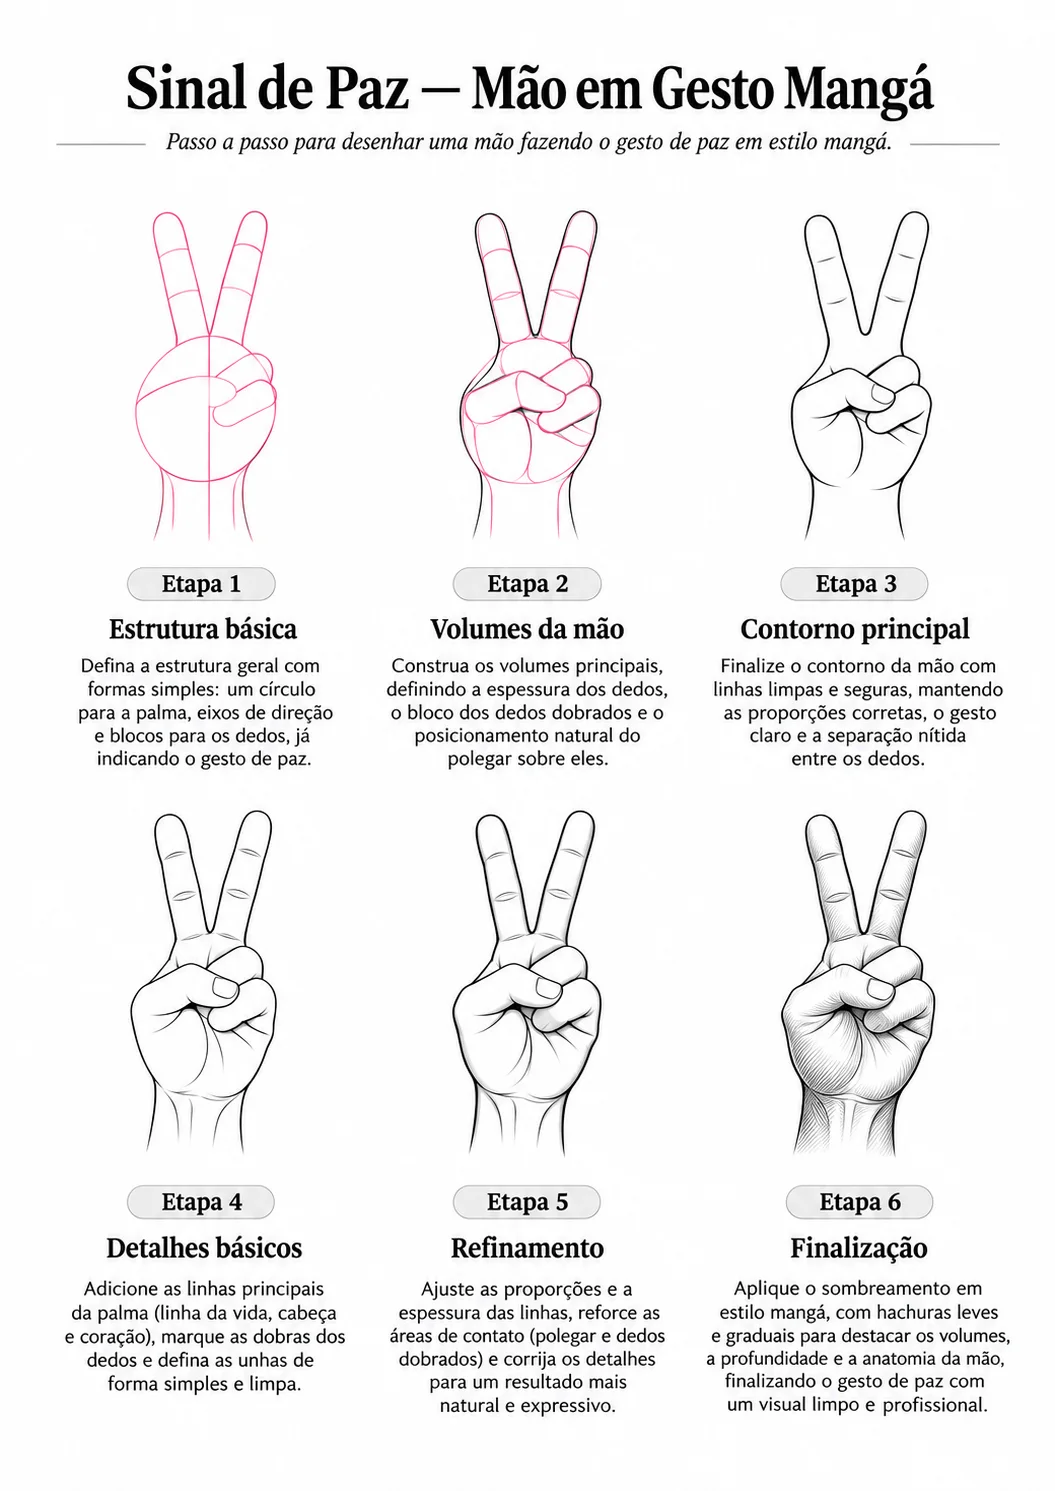 Sinal de Paz — Mão em Gesto Mangá
Passo a passo para desenhar uma mão fazendo o gesto de paz em estilo mangá.
Etapa 1
Estrutura básica
Defina a estrutura geral com
formas simples: um círculo
para a palma, eixos de direção
e blocos para os dedos, já
indicando o gesto de paz.
Etapa 2
Volumes da mão
Construa os volumes principais,
definindo a espessura dos dedos,
o bloco dos dedos dobrados e o
posicionamento natural do
polegar sobre eles.
Etapa 3
Contorno principal
Finalize o contorno da mão com
linhas limpas e seguras, mantendo
as proporções corretas, o gesto
claro e a separação nítida
entre os dedos.
Etapa 4
Detalhes básicos
Adicione as linhas principais
da palma (linha da vida, cabeça
e coração), marque as dobras dos
dedos e defina as unhas de
forma simples e limpa.
Etapa 5
Refinamento
Ajuste as proporções e a
espessura das linhas, reforce as
áreas de contato (polegar e dedos
dobrados) e corrija os detalhes
para um resultado mais
natural e expressivo.
Etapa 6
Finalização
Aplique o sombreamento em
estilo mangá, com hachuras leves
e graduais para destacar os volumes,
a profundidade e a anatomia da mão,
finalizando o gesto de paz com
um visual limpo e profissional.